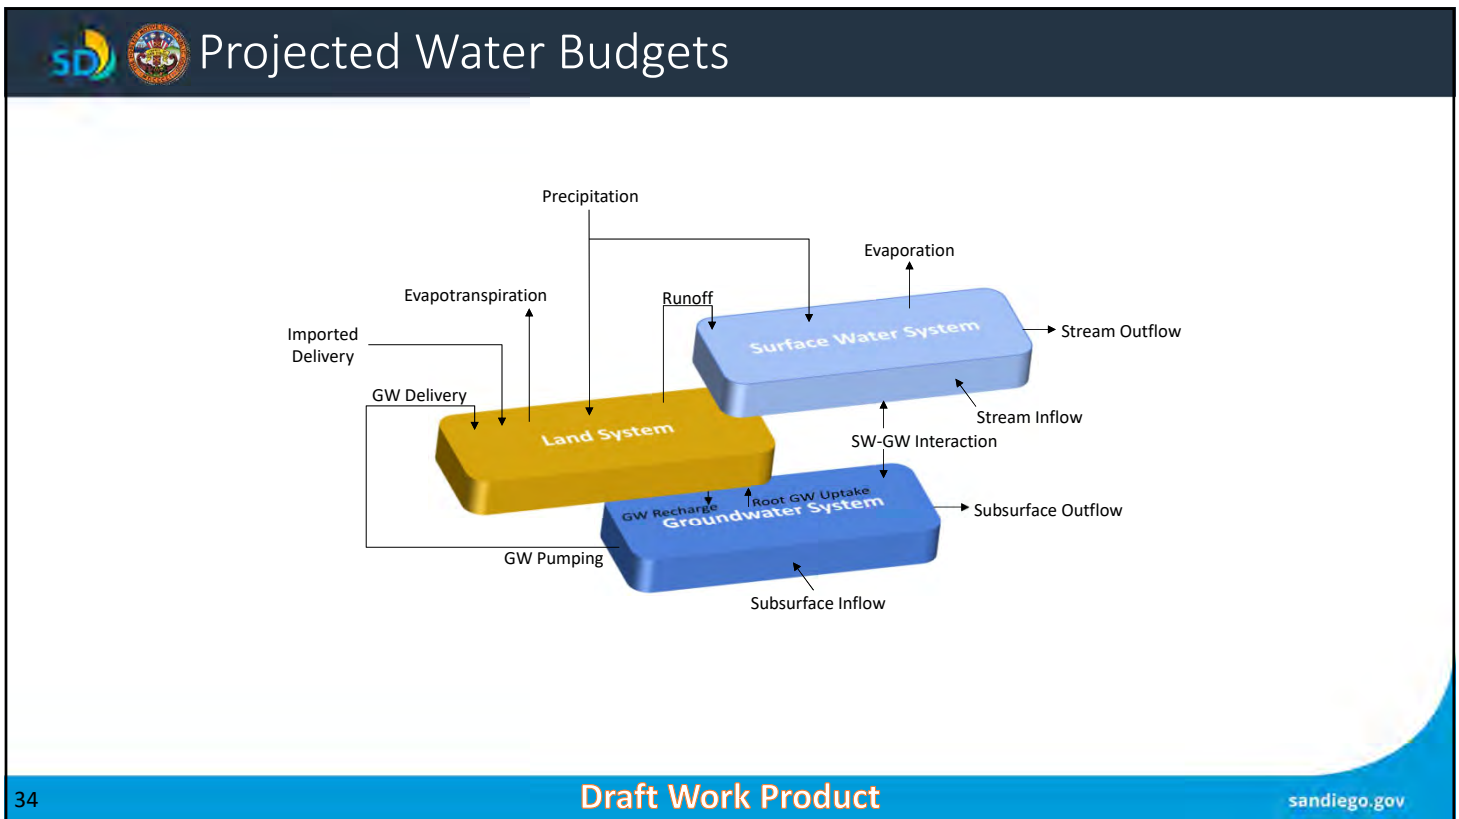 SD
Projected Water Budgets
Precipitation
Evaporation
Evapotranspiration
Runoff
Imported
Delivery
Surface Water System
Stream Outflow
GW Delivery
Stream Inflow
Land System
SW-GW Interaction
Root GW Uptake
GW Recharge
Groundwater System
Subsurface Outflow
GW Pumping
Subsurface Inflow
34
Draft Work Product
sandiego.gov